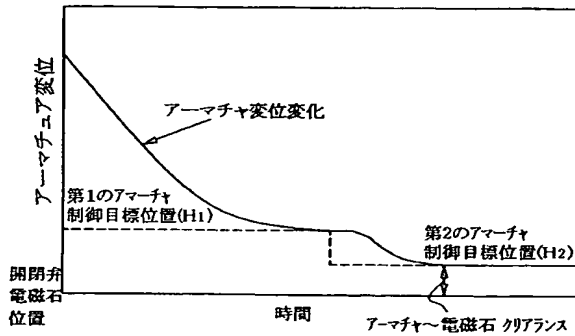 アーマチュア変位
アーマチャ変位変化
第1のアマーチャ
制御目標位置(H1)
第2のアマーチャ
制御目標位置(H2)
開閉弁
電磁石
位置
時間
アーマチャ～電磁石 クリアランス